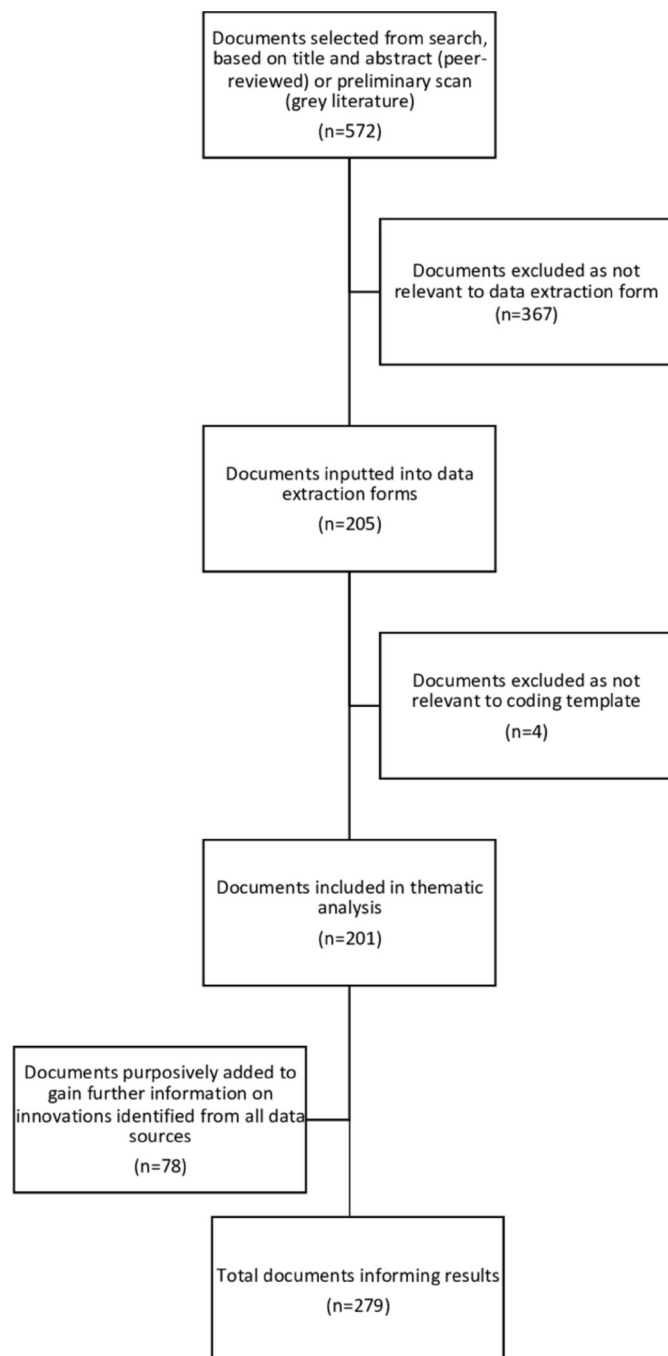 Documents selected from search,
based on title and abstract (peer-
reviewed) or preliminary scan
(grey literature)
(n=572)
Documents excluded as not
relevant to data extraction form
(n=367)
Documents inputted into data
extraction forms
(n=205)
Documents excluded as not
relevant to coding template
(n=4)
Documents included in thematic
analysis
(n=201)
Documents purposively added to
gain further information on
innovations identified from all data
sources
(n=78)
Total documents informing results
(n=279)